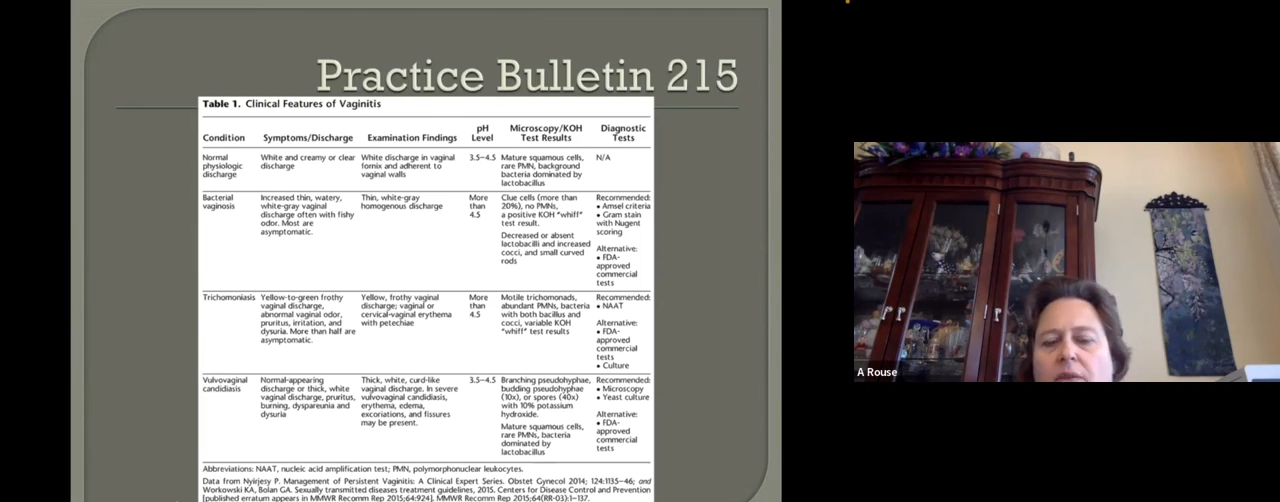 Practice Bulletin 215
Table 1. Clinical Features of Vaginitis
Condition
Symptoms/Discharge
Examination Findings
pH
Level
Microscopy/KOH
Test Results
Diagnostic
Tests
Normal
physiologic
discharge
White and creamy or clear
discharge
White discharge in vaginal
fornix and adherent to
vaginal walls
3.5–4.5
Mature squamous cells,
rare PMN, background
bacteria dominated by
lactobacillus
N/A
Bacterial
vaginosis
Increased thin, watery,
white-gray vaginal
discharge often with fishy
odor. Most are
asymptomatic.
Thin, white-gray
homogenous discharge
More
than
4.5
Clue cells (more than
20%), no PMNs,
a positive KOH "whiff"
test result.
Decreased or absent
lactobacilli and increased
cocci, and small curved
rods
Recommended:
• Amsel criteria
• Gram stain
with Nugent
scoring
Alternative:
• FDA-
approved
commercial
tests
Trichomoniasis
Yellow-to-green frothy
vaginal discharge,
abnormal vaginal odor,
pruritus, irritation, and
dysuria. More than half are
asymptomatic.
Yellow, frothy vaginal
discharge; vaginal or
cervical-vaginal erythema
with petechiae
More
than
4.5
Motile trichomonads,
abundant PMNs, bacteria
with both bacillus and
cocci, variable KOH
"whiff" test results
Recommended:
• NAAT
Alternative:
• FDA-
approved
commercial
tests
• Culture
Vulvovaginal
candidiasis
Normal-appearing
discharge or thick, white
vaginal discharge, pruritus,
burning, dyspareunia and
dysuria
Thick, white, curd-like
vaginal discharge. In severe
vulvovaginal candidiasis,
erythema, edema,
excoriations, and fissures
may be present.
3.5–4.5
Branching pseudohyphae,
budding pseudohyphae
(10x), or spores (40x)
with 10% potassium
hydroxide.
Mature squamous cells,
rare PMNs, bacteria
dominated by
lactobacillus
Recommended:
• Microscopy
• Yeast culture
Alternative:
• FDA-
approved
commercial
tests
Abbreviations: NAAT, nucleic acid amplification test; PMN, polymorphonuclear leukocytes.
Data from Nyirjesy P. Management of Persistent Vaginitis: A Clinical Expert Series. Obstet Gynecol 2014; 124:1135–46; and
Workowski KA, Bolan GA. Sexually transmitted diseases treatment guidelines, 2015. Centers for Disease Control and Prevention
[published erratum appears in MMWR Recomm Rep 2015;64:924]. MMWR Recomm Rep 2015;64(RR-03):1–137.
A Rouse